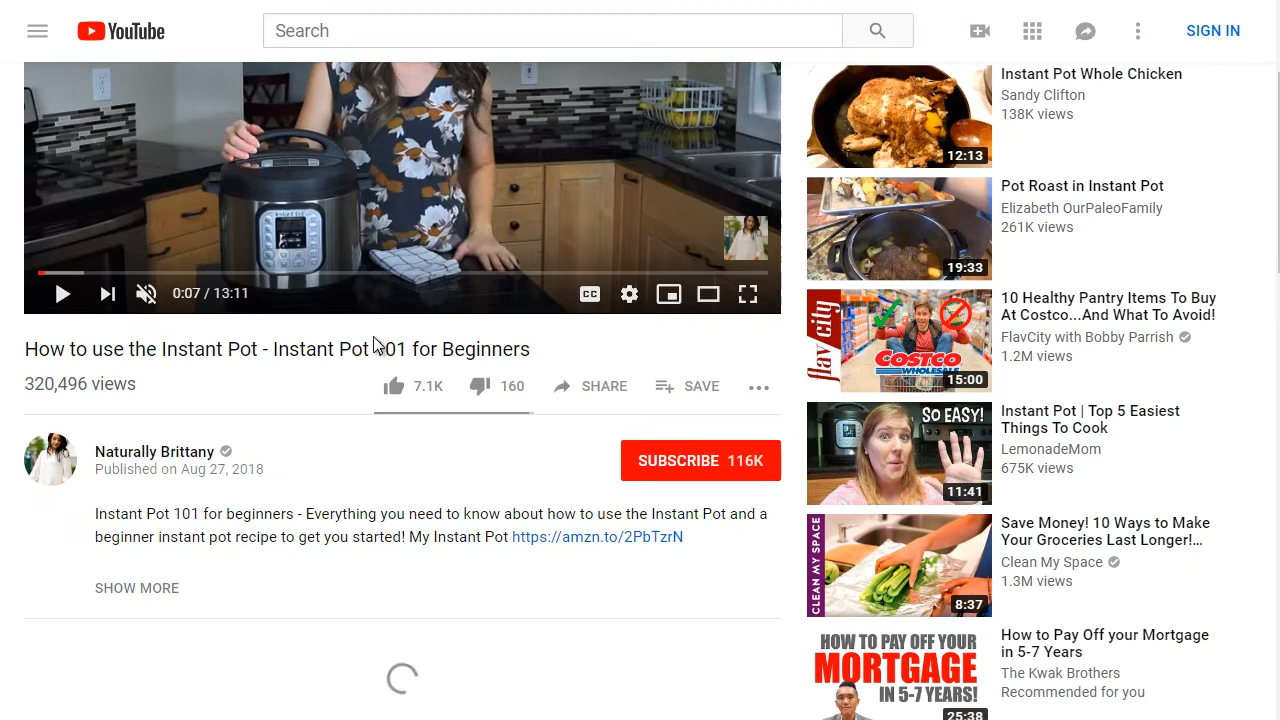 YouTube
Search
SIGN IN
0:07 / 13:11
CC
How to use the Instant Pot - Instant Pot 101 for Beginners
320,496 views
7.1K
160
SHARE
SAVE
Naturally Brittany
Published on Aug 27, 2018
SUBSCRIBE 116K
Instant Pot 101 for beginners - Everything you need to know about how to use the Instant Pot and a
beginner instant pot recipe to get you started! My Instant Pot https://amzn.to/2PbTzrN
SHOW MORE
12:13
Instant Pot Whole Chicken
Sandy Clifton
138K views
19:33
Pot Roast in Instant Pot
Elizabeth OurPaleoFamily
261K views
flav city
COSTCO
WHOLESALE
15:00
10 Healthy Pantry Items To Buy
At Costco...And What To Avoid!
FlavCity with Bobby Parrish
1.2M views
SO EASY!
11:41
Instant Pot | Top 5 Easiest
Things To Cook
LemonadeMom
675K views
CLEAN MY SPACE
8:37
Save Money! 10 Ways to Make
Your Groceries Last Longer!...
Clean My Space
1.3M views
HOW TO PAY OFF YOUR
MORTGAGE
IN 5-7 YEARS!
25:38
How to Pay Off your Mortgage
in 5-7 Years
The Kwak Brothers
Recommended for you